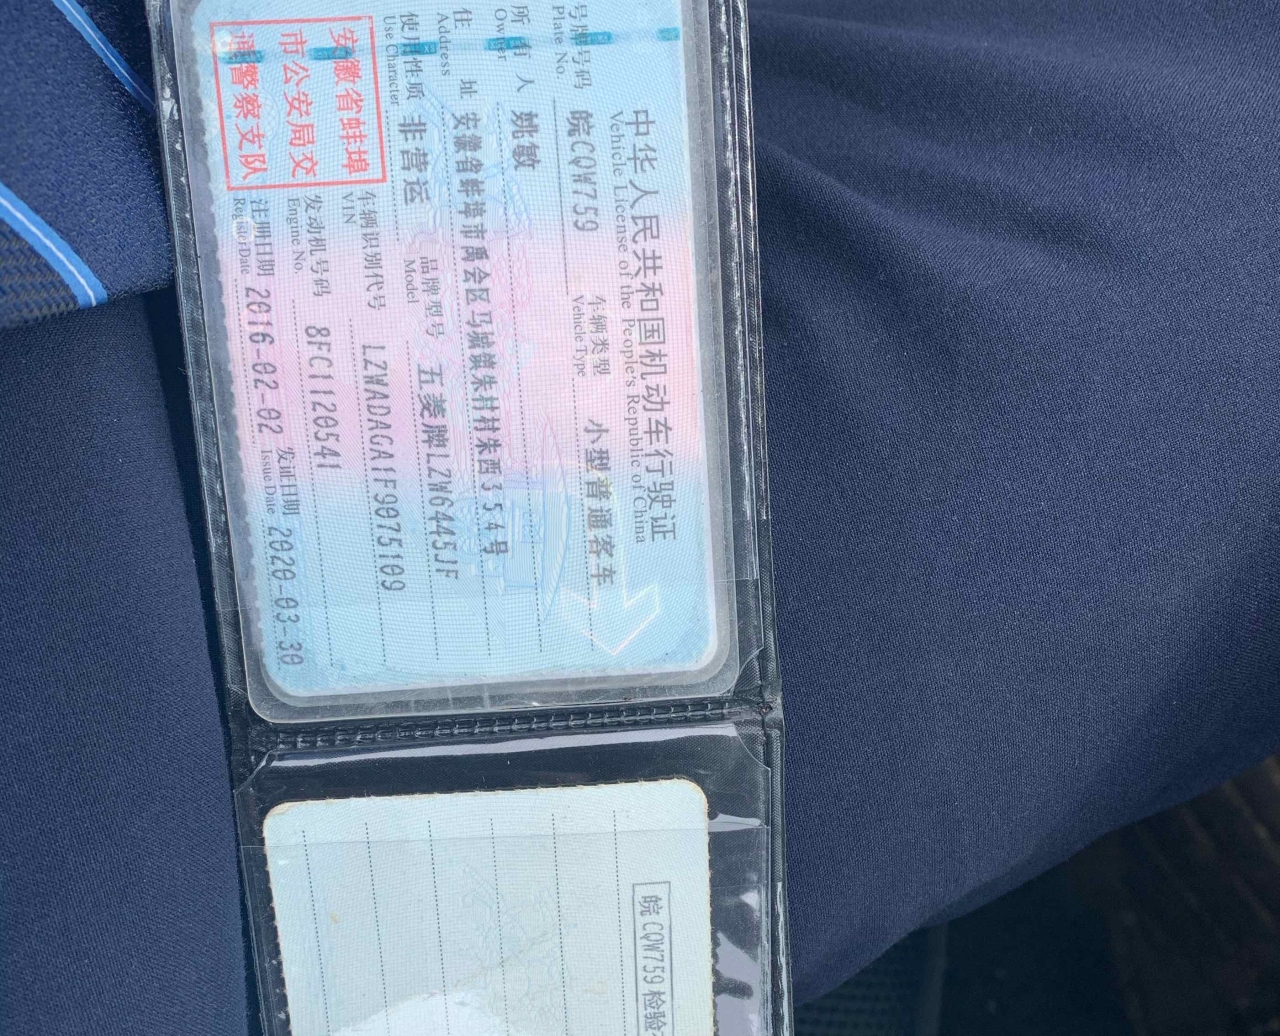 中华人民共和国机动车行驶证
Vehicle License of the People's Republic of China
号牌号码 皖CQW759 车辆类型 小型普通客车
Plate No. Vehicle Type
所有人 姚敏
Owner
住址 安徽省蚌埠市禹会区马城镇朱村村朱西354号
Address
使用性质 非营运 品牌型号 五菱牌LZW6445JF
Use Character Model
安徽省蚌埠
市公安局交
通警察支队
车辆识别代号 LZWADAGA1F9075109
VIN
发动机号码 8FC1120541
Engine No.
注册日期 2016-02-02 发证日期 2020-03-30
Register Date Issue Date
皖CQW759 检验